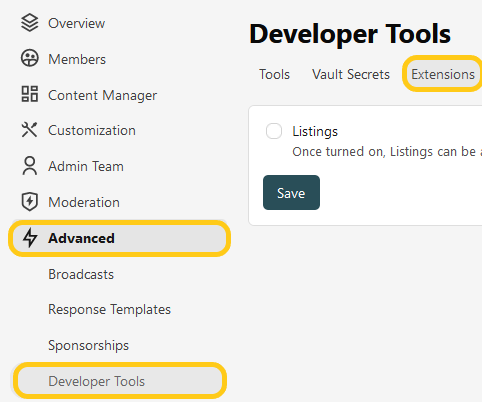 Overview
Members
Content Manager
Customization
Admin Team
Moderation
Advanced
Broadcasts
Response Templates
Sponsorships
Developer Tools
Developer Tools
Tools Vault Secrets Extensions
Listings
Once turned on, Listings can be
Save